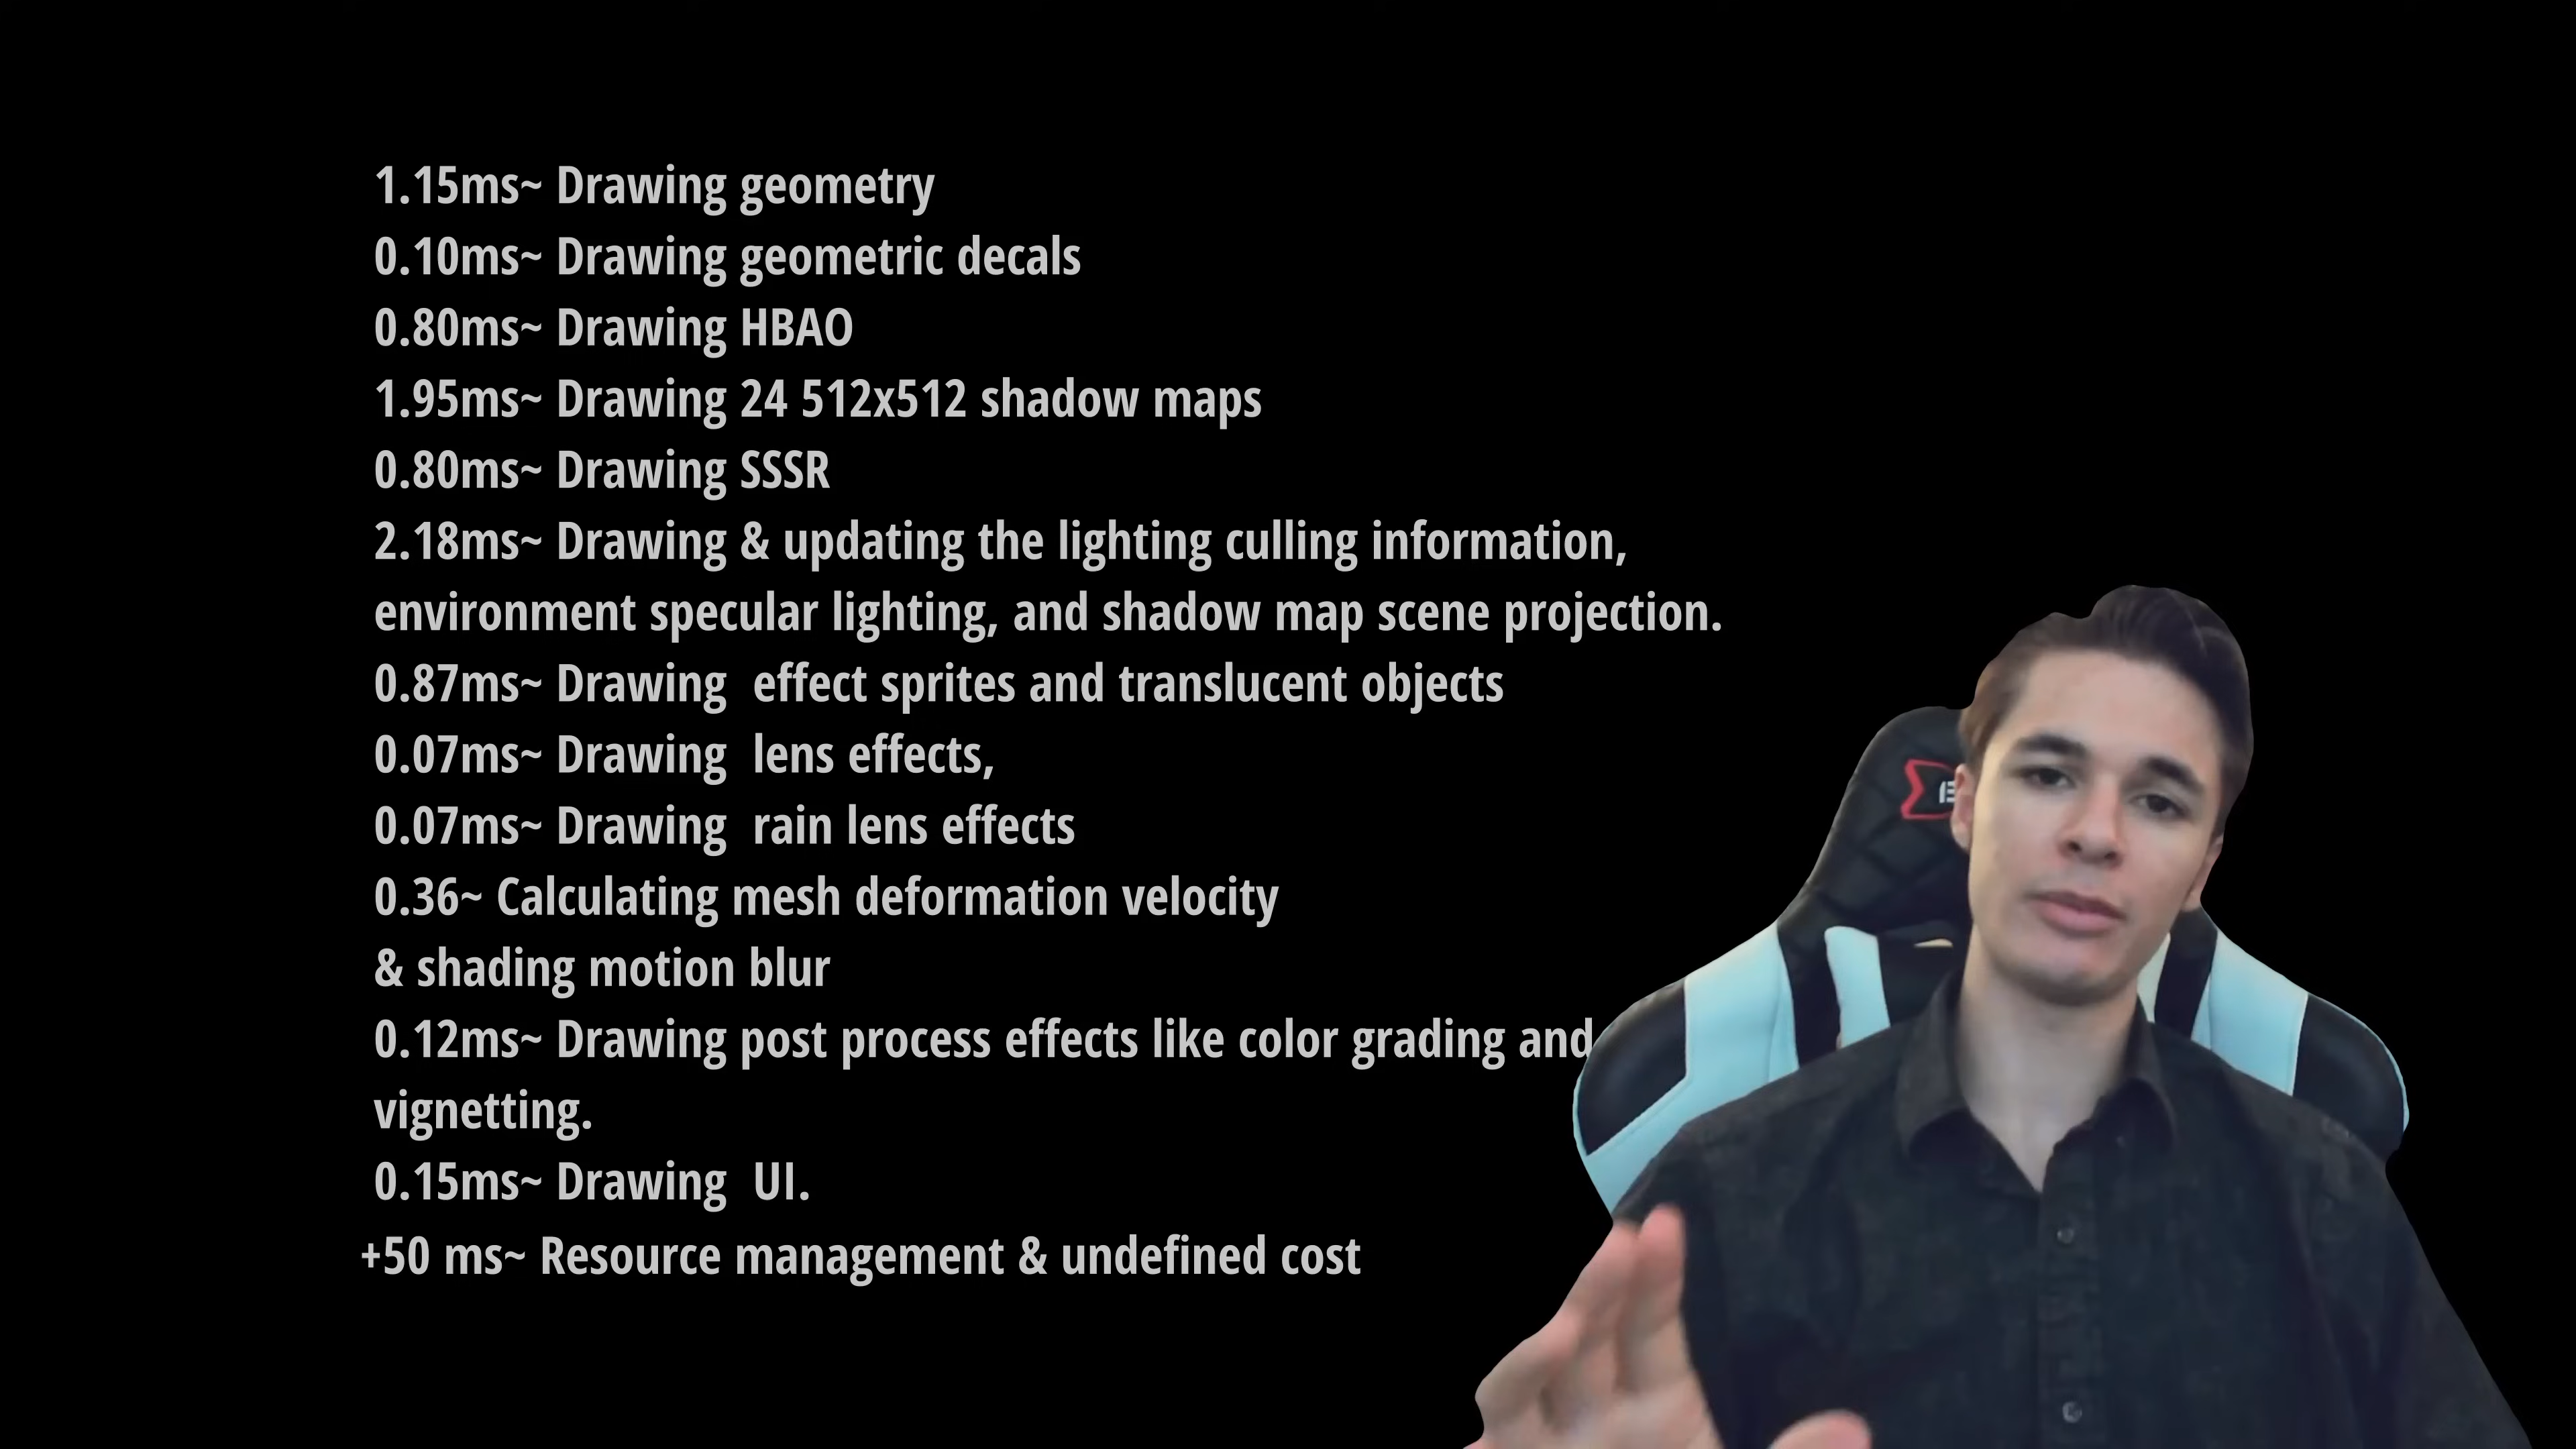 1.15ms~ Drawing geometry
0.10ms~ Drawing geometric decals
0.80ms~ Drawing HBAO
1.95ms~ Drawing 24 512x512 shadow maps
0.80ms~ Drawing SSSR
2.18ms~ Drawing & updating the lighting culling information,
environment specular lighting, and shadow map scene projection.
0.87ms~ Drawing  effect sprites and translucent objects
0.07ms~ Drawing  lens effects,
0.07ms~ Drawing  rain lens effects
0.36~ Calculating mesh deformation velocity
& shading motion blur
0.12ms~ Drawing post process effects like color grading and
vignetting.
0.15ms~ Drawing  UI.
+50 ms~ Resource management & undefined cost